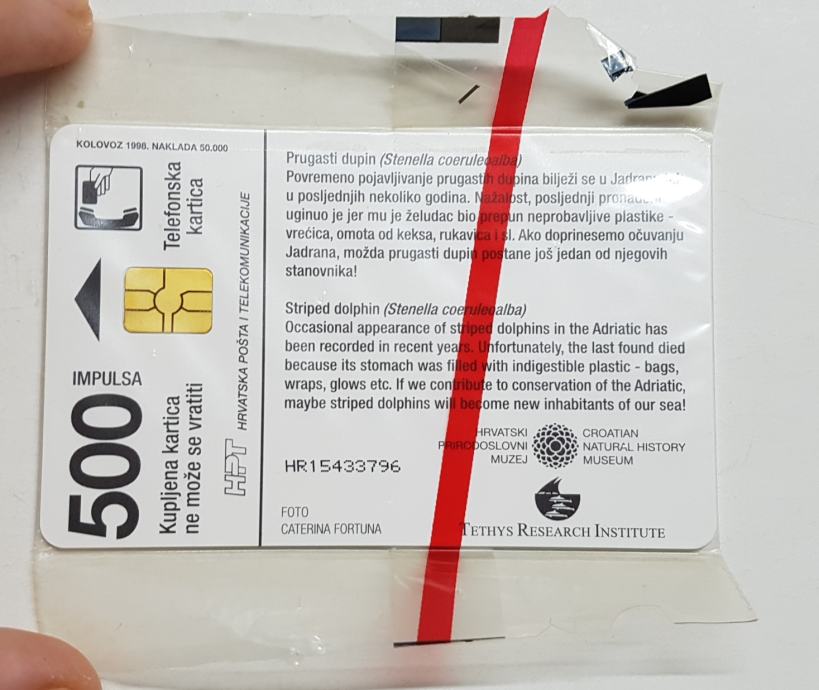 KOLOVOZ 1998. NAKLADA 50.000
Telefonska
kartica
IMPULSA
500
Kupljena kartica
ne može se vratiti
HPT HRVATSKA POŠTA I TELEKOMUNIKACIJE
Prugasti dupin (Stenella coeruleoalba)
Povremeno pojavljivanje prugastih dupina bilježi se u
u posljednjih nekoliko godina. Nažalost, posljednji
uginuo je jer mu je želudac bio prepun neprobavljive plastike -
vrećica, omota od keksa, rukavica i sl. Ako doprinesemo očuvanju
Jadrana, možda prugasti dupin postane još jedan od njegovih
stanovnika!
Striped dolphin (Stenella coeruleoalba)
Occasional appearance of striped dolphins in the Adriatic has
been recorded in recent years. Unfortunately, the last found died
because its stomach was filled with indigestible plastic - bags,
wraps, glows etc. If we contribute to conservation of the Adriatic,
maybe striped dolphins will become new inhabitants of our sea!
HR15433796
HRVATSKI
PRIRODOSLOVNI
MUZEJ
CROATIAN
NATURAL HISTORY
MUSEUM
FOTO
CATERINA FORTUNA
TETHYS RESEARCH INSTITUTE